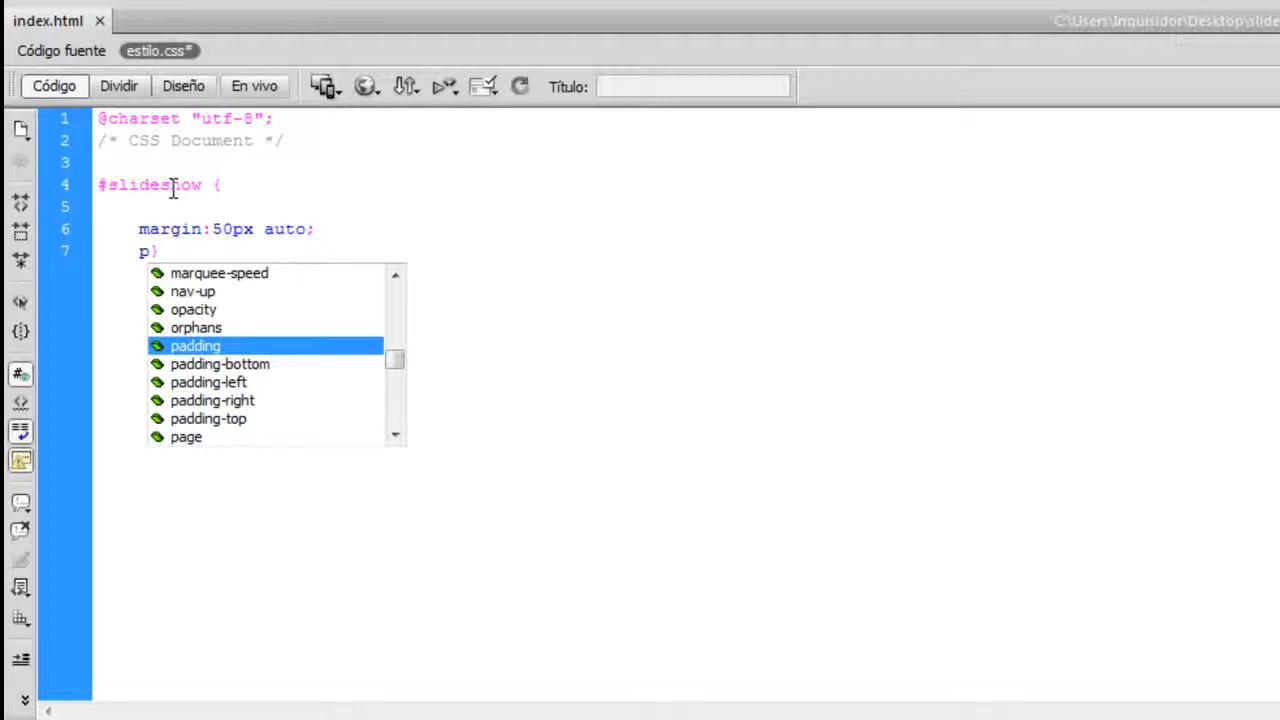 index.html ×
C:\Users\Inquisidor\Desktop\slide
Código fuente estilo.css*
Código Dividir Diseño En vivo Título:
1 @charset "utf-8";
2 /* CSS Document */
3
4 #slideshow {
5
6 margin:50px auto;
7 p}
marquee-speed
nav-up
opacity
orphans
padding
padding-bottom
padding-left
padding-right
padding-top
page